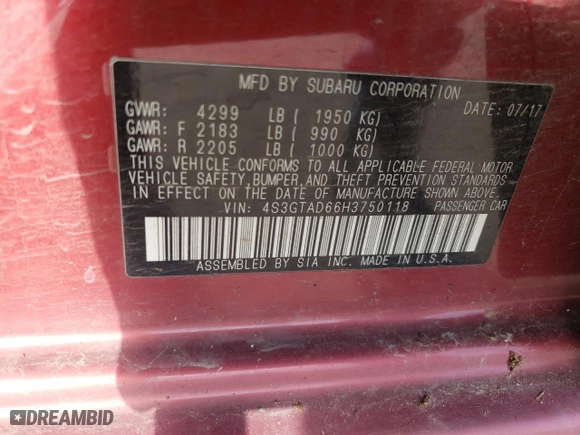 MFD BY SUBARU CORPORATION
GVWR: 4299 LB ( 1950 KG) DATE: 07/17
GAWR: F 2183 LB ( 990 KG)
GAWR: R 2205 LB ( 1000 KG)
THIS VEHICLE CONFORMS TO ALL APPLICABLE FEDERAL MOTOR
VEHICLE SAFETY, BUMPER, AND THEFT PREVENTION STANDARDS
IN EFFECT ON THE DATE OF MANUFACTURE SHOWN ABOVE.
VIN: 4S3GTAD66H3750118 PASSENGER CAR
ASSEMBLED BY SIA INC. MADE IN U.S.A.
DREAMBID